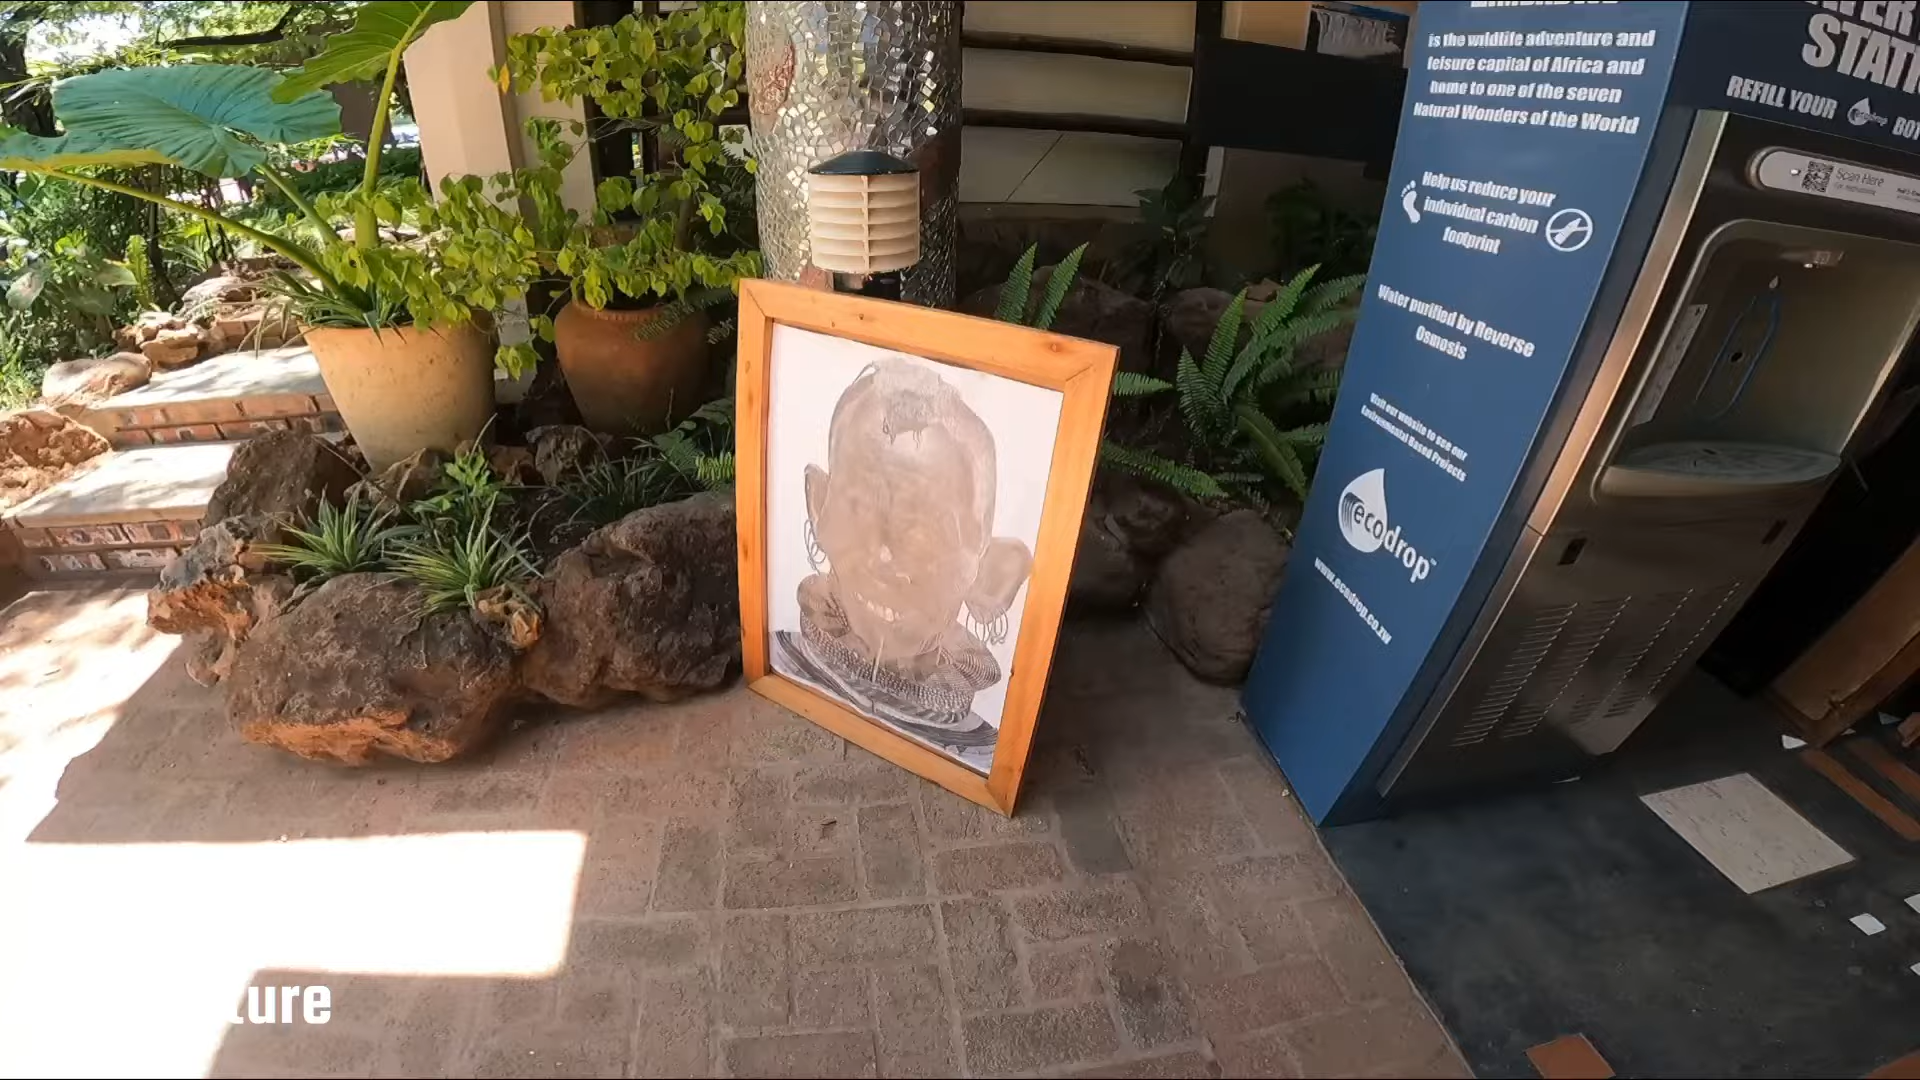 is the wildlife adventure and
leisure capital of Africa and
home to one of the seven
Natural Wonders of the World
Help us reduce your
individual carbon
footprint
Water purified by Reverse
Osmosis
Visit our website to see our
Environmental Based Projects
ecodrop™
www.ecodrop.co.zw
STATI
REFILL YOUR ecodrop BOT
Scan Here
ture